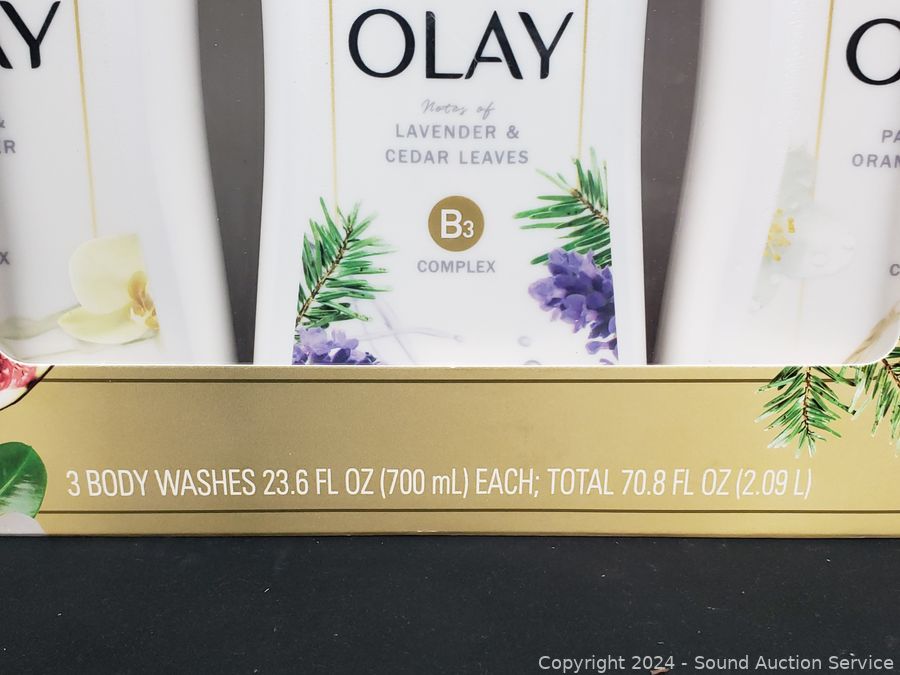 OLAY
Notes of
LAVENDER &
CEDAR LEAVES
B3
COMPLEX
3 BODY WASHES 23.6 FL OZ (700 mL) EACH; TOTAL 70.8 FL OZ (2.09 L)
Copyright 2024 - Sound Auction Service